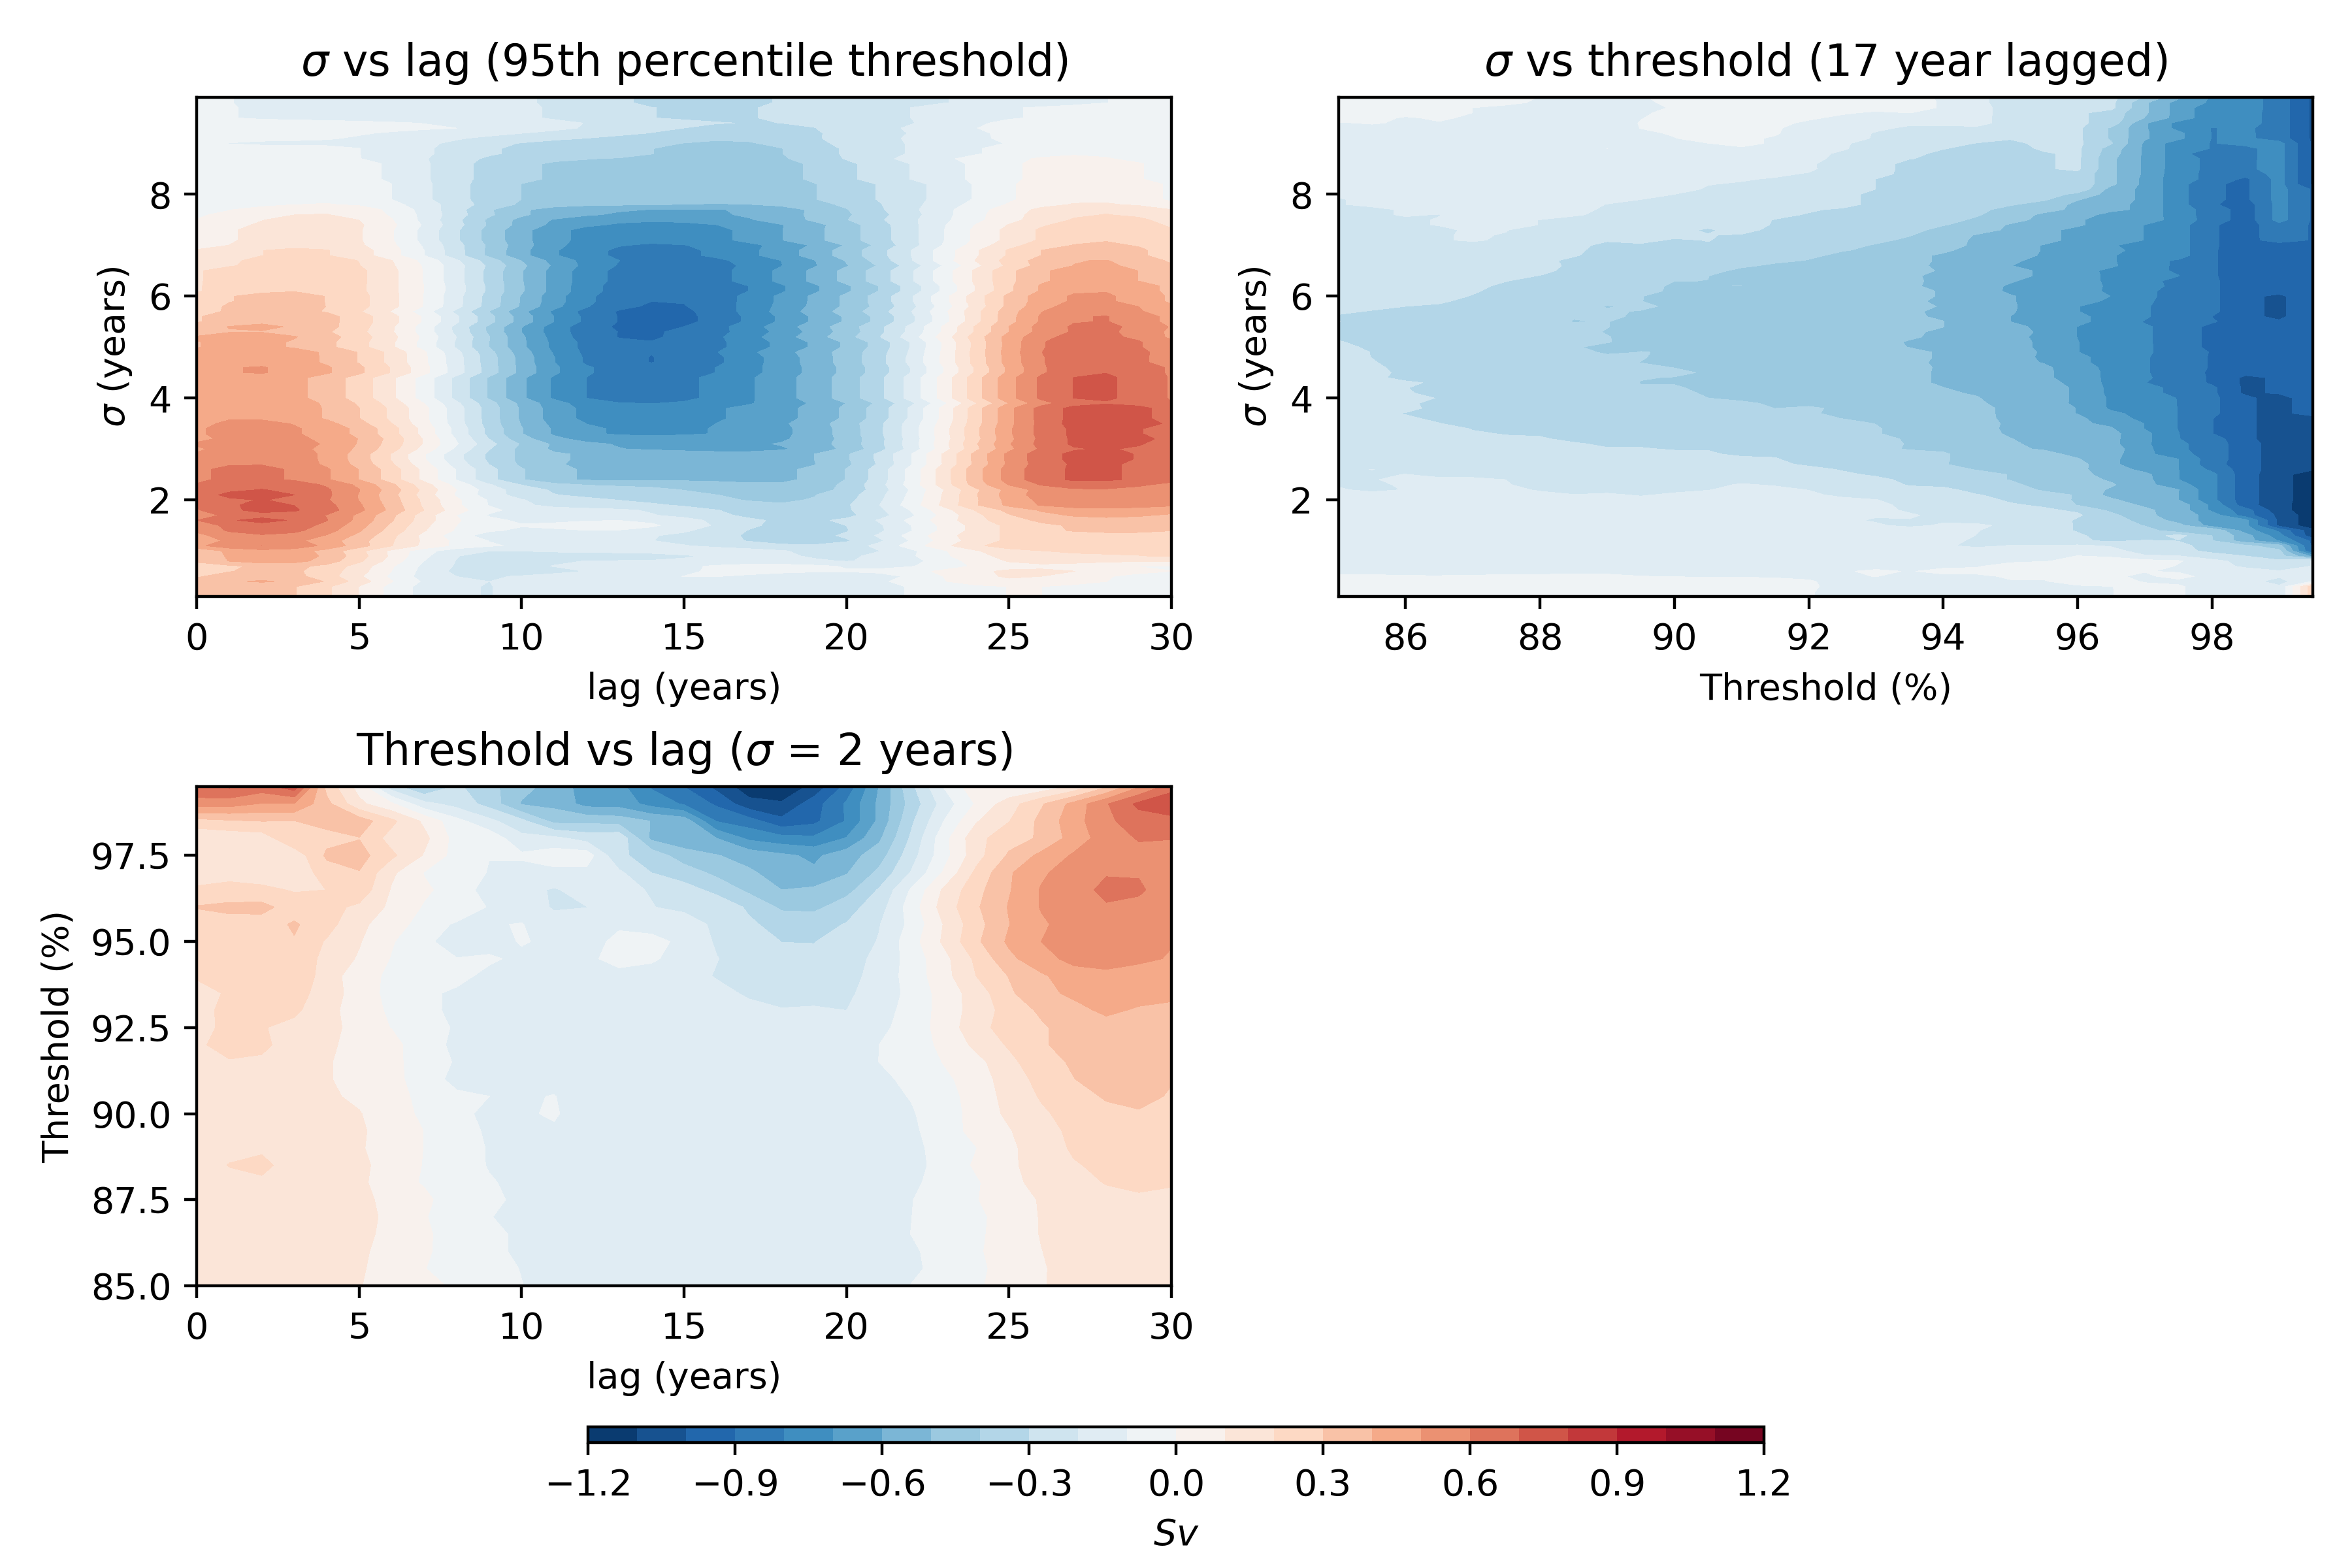 σ vs lag (95th percentile threshold)
σ (years)
8
6
4
2
0 5 10 15 20 25 30
lag (years)
σ vs threshold (17 year lagged)
σ (years)
8
6
4
2
86 88 90 92 94 96 98
Threshold (%)
Threshold vs lag (σ = 2 years)
Threshold (%)
97.5
95.0
92.5
90.0
87.5
85.0
0 5 10 15 20 25 30
lag (years)
−1.2 −0.9 −0.6 −0.3 0.0 0.3 0.6 0.9 1.2
Sv